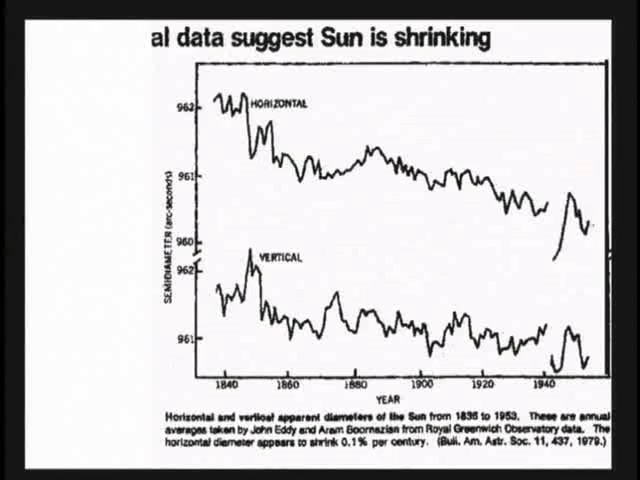 al data suggest Sun is shrinking
962
HORIZONTAL
961
960
SEMIDIAMETER (arc-seconds)
VERTICAL
962
961
1840 1860 1880 1900 1920 1940
YEAR
Horizontal and vertical apparent diameters of the Sun from 1836 to 1953. These are annual
averages taken by John Eddy and Aram Boornazian from Royal Greenwich Observatory data. The
horizontal diameter appears to shrink 0.1% per century. (Bull. Am. Astr. Soc. 11, 437, 1979.)